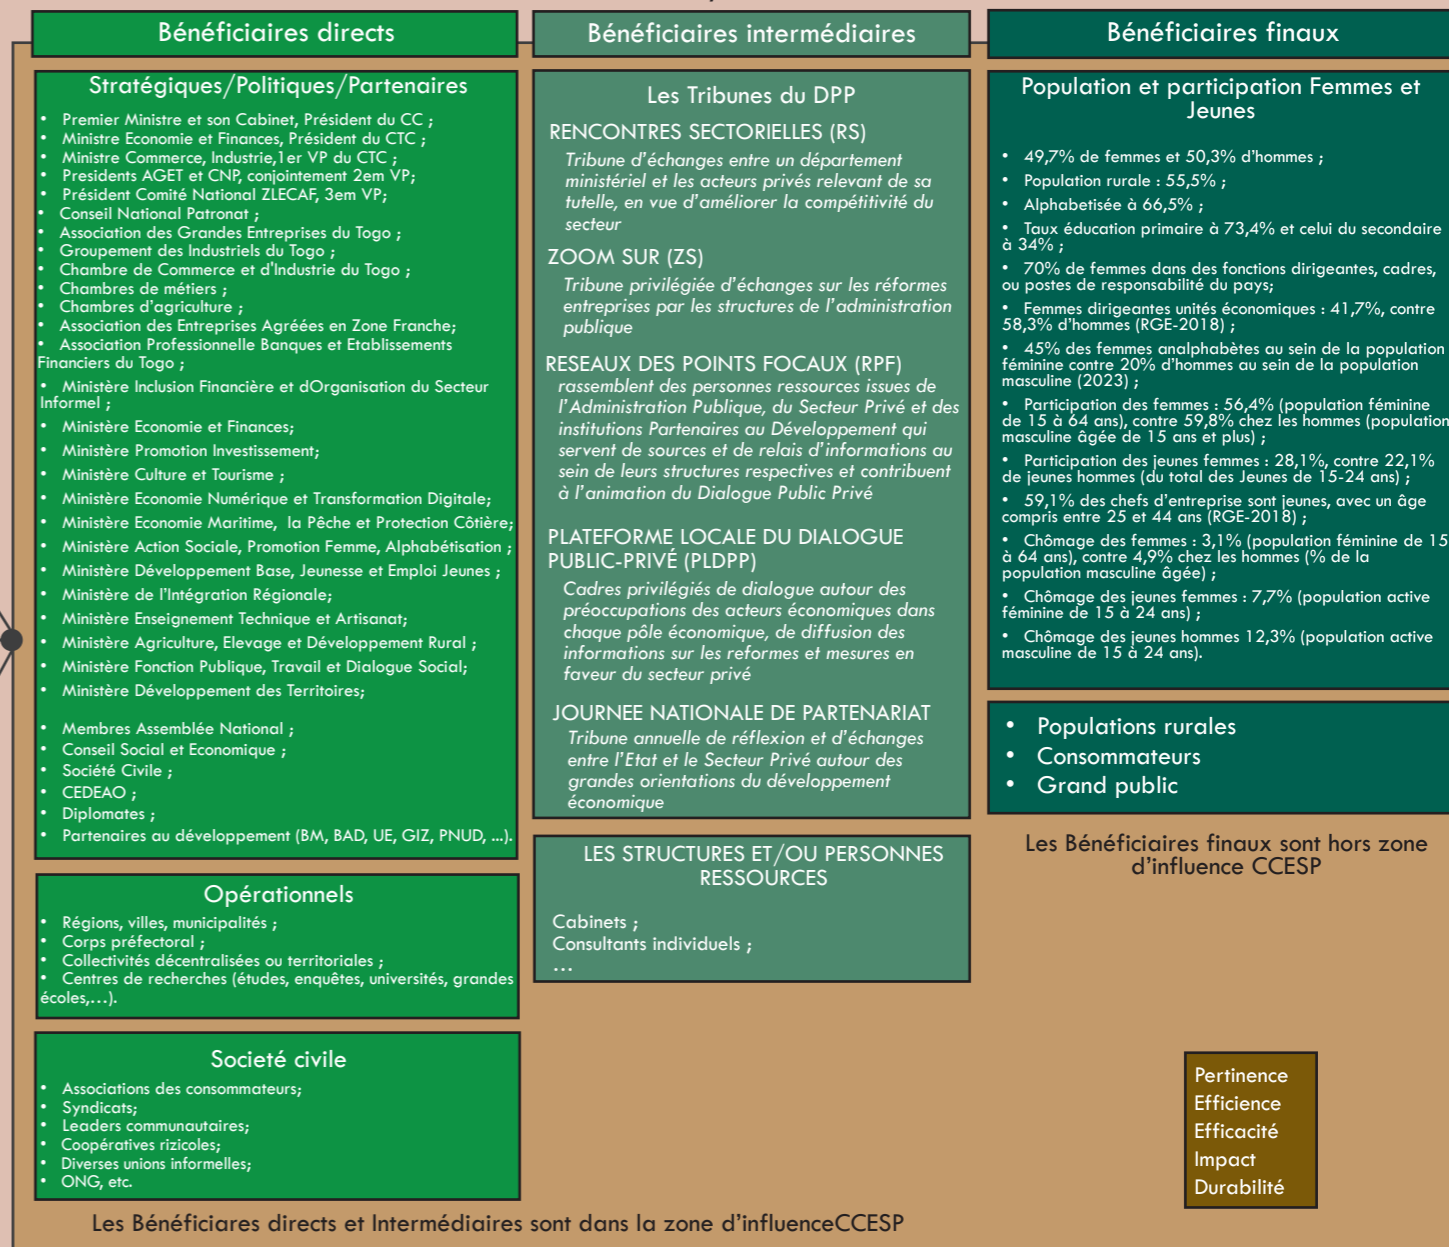 Bénéficiaires directs
Stratégiques/Politiques/Partenaires
• Premier Ministre et son Cabinet, Président du CC ;
• Ministre Economie et Finances, Président du CTC ;
• Ministre Commerce, Industrie,1er VP du CTC ;
• Presidents AGET et CNP, conjointement 2em VP;
• Président Comité National ZLECAF, 3em VP;
• Conseil National Patronat ;
• Association des Grandes Entreprises du Togo ;
• Groupement des Industriels du Togo ;
• Chambre de Commerce et d'Industrie du Togo ;
• Chambres de métiers ;
• Chambres d'agriculture ;
• Association des Entreprises Agréées en Zone Franche;
• Association Professionnelle Banques et Etablissements
Financiers du Togo ;
• Ministère Inclusion Financière et dOrganisation du Secteur
Informel ;
• Ministère Economie et Finances;
• Ministère Promotion Investissement;
• Ministère Culture et Tourisme ;
• Ministère Economie Numérique et Transformation Digitale;
• Ministère Economie Maritime, la Pêche et Protection Côtière;
• Ministère Action Sociale, Promotion Femme, Alphabétisation ;
• Ministère Développement Base, Jeunesse et Emploi Jeunes ;
• Ministère de l'Intégration Régionale;
• Ministère Enseignement Technique et Artisanat;
• Ministère Agriculture, Elevage et Développement Rural ;
• Ministère Fonction Publique, Travail et Dialogue Social;
• Ministère Développement des Territoires;
• Membres Assemblée National ;
• Conseil Social et Economique ;
• Société Civile ;
• CEDEAO ;
• Diplomates ;
• Partenaires au développement (BM, BAD, UE, GIZ, PNUD, ...).
Opérationnels
• Régions, villes, municipalités ;
• Corps préfectoral ;
• Collectivités décentralisées ou territoriales ;
• Centres de recherches (études, enquêtes, universités, grandes
écoles,...).
Societé civile
• Associations des consommateurs;
• Syndicats;
• Leaders communautaires;
• Coopératives rizicoles;
• Diverses unions informelles;
• ONG, etc.
Les Bénéficiares directs et Intermédiaires sont dans la zone d'influenceCCESP
Bénéficiaires intermédiaires
Les Tribunes du DPP
RENCONTRES SECTORIELLES (RS)
Tribune d'échanges entre un département
ministériel et les acteurs privés relevant de sa
tutelle, en vue d'améliorer la compétitivité du
secteur
ZOOM SUR (ZS)
Tribune privilégiée d'échanges sur les réformes
entreprises par les structures de l'administration
publique
RESEAUX DES POINTS FOCAUX (RPF)
rassemblent des personnes ressources issues de
l'Administration Publique, du Secteur Privé et des
institutions Partenaires au Développement qui
servent de sources et de relais d'informations au
sein de leurs structures respectives et contribuent
à l'animation du Dialogue Public Privé
PLATEFORME LOCALE DU DIALOGUE
PUBLIC-PRIVÉ (PLDPP)
Cadres privilégiés de dialogue autour des
préoccupations des acteurs économiques dans
chaque pôle économique, de diffusion des
informations sur les reformes et mesures en
faveur du secteur privé
JOURNEE NATIONALE DE PARTENARIAT
Tribune annuelle de réflexion et d'échanges
entre l'Etat et le Secteur Privé autour des
grandes orientations du développement
économique
LES STRUCTURES ET/OU PERSONNES
RESSOURCES
Cabinets ;
Consultants individuels ;
...
Bénéficiaires finaux
Population et participation Femmes et
Jeunes
• 49,7% de femmes et 50,3% d'hommes ;
• Population rurale : 55,5% ;
• Alphabetisée à 66,5% ;
• Taux éducation primaire à 73,4% et celui du secondaire
à 34% ;
• 70% de femmes dans des fonctions dirigeantes, cadres,
ou postes de responsabilité du pays;
• Femmes dirigeantes unités économiques : 41,7%, contre
58,3% d'hommes (RGE-2018) ;
• 45% des femmes analphabètes au sein de la population
féminine contre 20% d'hommes au sein de la population
masculine (2023) ;
• Participation des femmes : 56,4% (population féminine
de 15 à 64 ans), contre 59,8% chez les hommes (population
masculine âgée de 15 ans et plus) ;
• Participation des jeunes femmes : 28,1%, contre 22,1%
de jeunes hommes (du total des Jeunes de 15-24 ans) ;
• 59,1% des chefs d'entreprise sont jeunes, avec un âge
compris entre 25 et 44 ans (RGE-2018) ;
• Chômage des femmes : 3,1% (population féminine de 15
à 64 ans), contre 4,9% chez les hommes (% de la
population masculine âgée) ;
• Chômage des jeunes femmes : 7,7% (population active
féminine de 15 à 24 ans) ;
• Chômage des jeunes hommes 12,3% (population active
masculine de 15 à 24 ans).
• Populations rurales
• Consommateurs
• Grand public
Les Bénéficiaires finaux sont hors zone
d'influence CCESP
Pertinence
Efficience
Efficacité
Impact
Durabilité